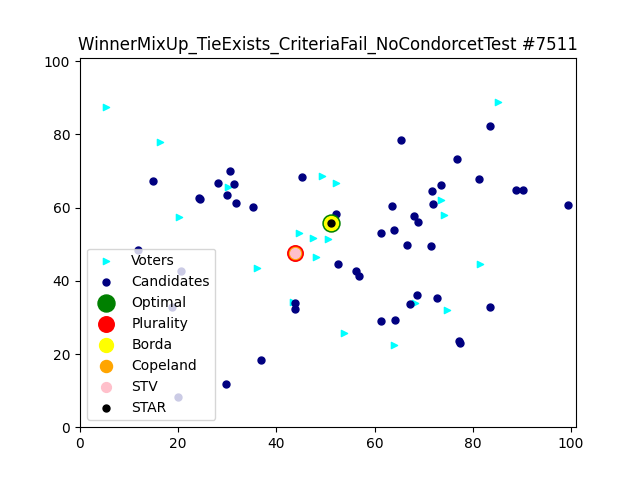 WinnerMixUp_TieExists_CriteriaFail_NoCondorcetTest #7511
100
80
60
40
20
0
Voters
Candidates
Optimal
Plurality
Borda
Copeland
STV
STAR
0 20 40 60 80 100